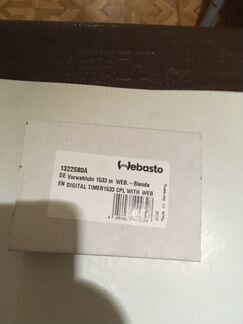 Webasto
1322580A
DE Vorwahluhr 1533 m WEB.-Blende
EN DIGITAL TIMER1533 CPL WITH WEB
Made in Germany